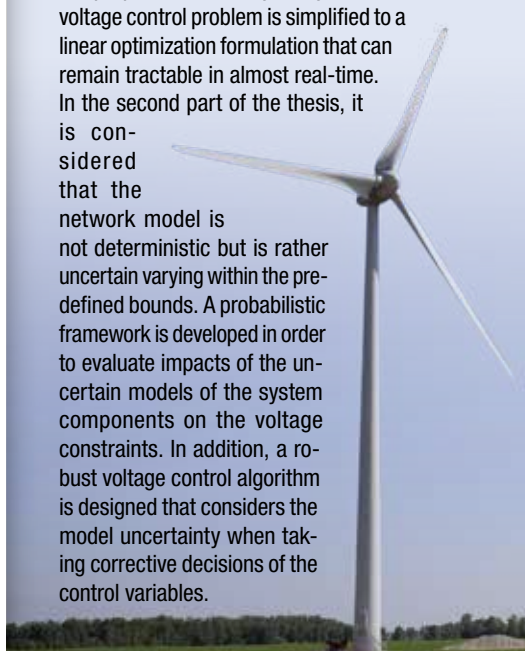 voltage control problem is simplified to a
linear optimization formulation that can
remain tractable in almost real-time.
In the second part of the thesis, it
is con-
sidered
that the
network model is
not deterministic but is rather
uncertain varying within the pre-
defined bounds. A probabilistic
framework is developed in order
to evaluate impacts of the un-
certain models of the system
components on the voltage
constraints. In addition, a ro-
bust voltage control algorithm
is designed that considers the
model uncertainty when tak-
ing corrective decisions of the
control variables.